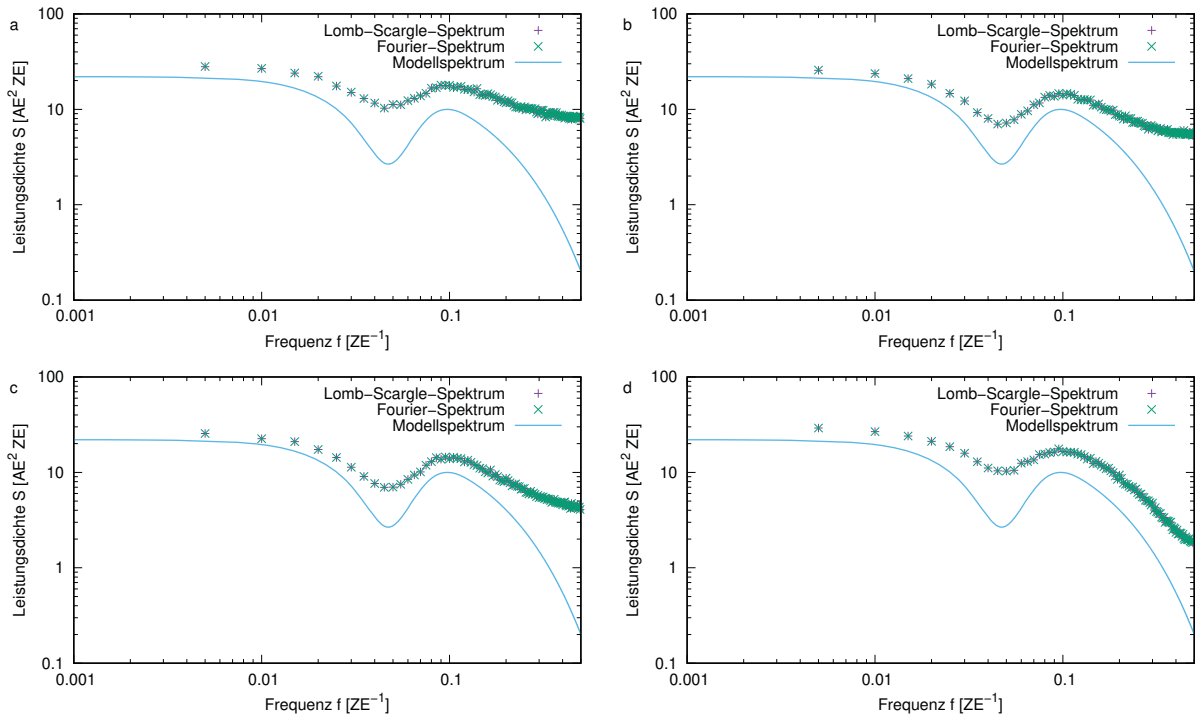 a
Lomb−Scargle−Spektrum
Fourier−Spektrum
Modellspektrum
Leistungsdichte S [AE² ZE]
100
10
1
0.1
0.001
0.01
0.1
Frequenz f [ZE⁻¹]
b
Lomb−Scargle−Spektrum
Fourier−Spektrum
Modellspektrum
Leistungsdichte S [AE² ZE]
100
10
1
0.1
0.001
0.01
0.1
Frequenz f [ZE⁻¹]
c
Lomb−Scargle−Spektrum
Fourier−Spektrum
Modellspektrum
Leistungsdichte S [AE² ZE]
100
10
1
0.1
0.001
0.01
0.1
Frequenz f [ZE⁻¹]
d
Lomb−Scargle−Spektrum
Fourier−Spektrum
Modellspektrum
Leistungsdichte S [AE² ZE]
100
10
1
0.1
0.001
0.01
0.1
Frequenz f [ZE⁻¹]